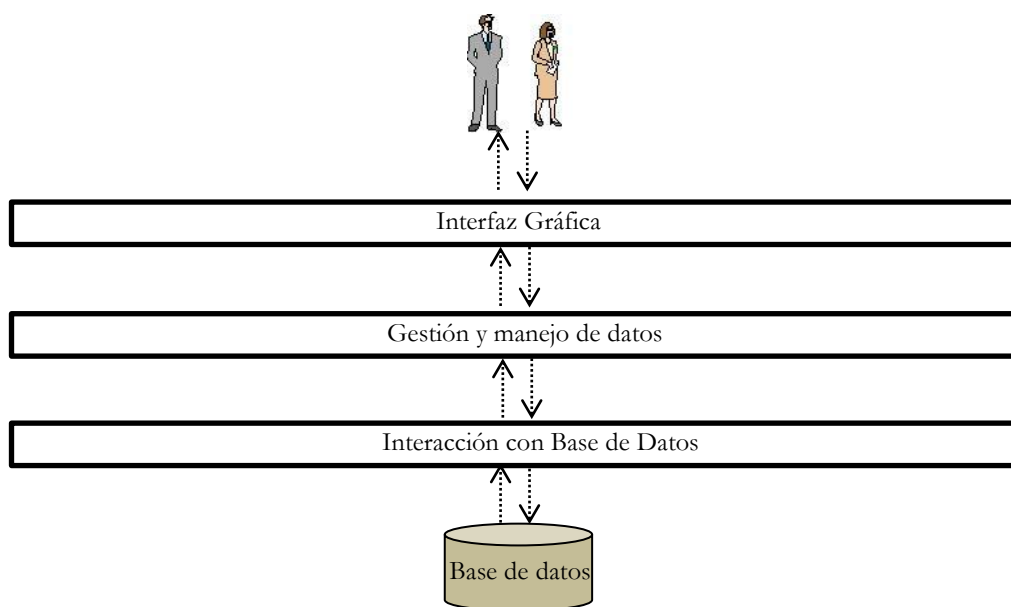 Interfaz Gráfica
Gestión y manejo de datos
Interacción con Base de Datos
Base de datos